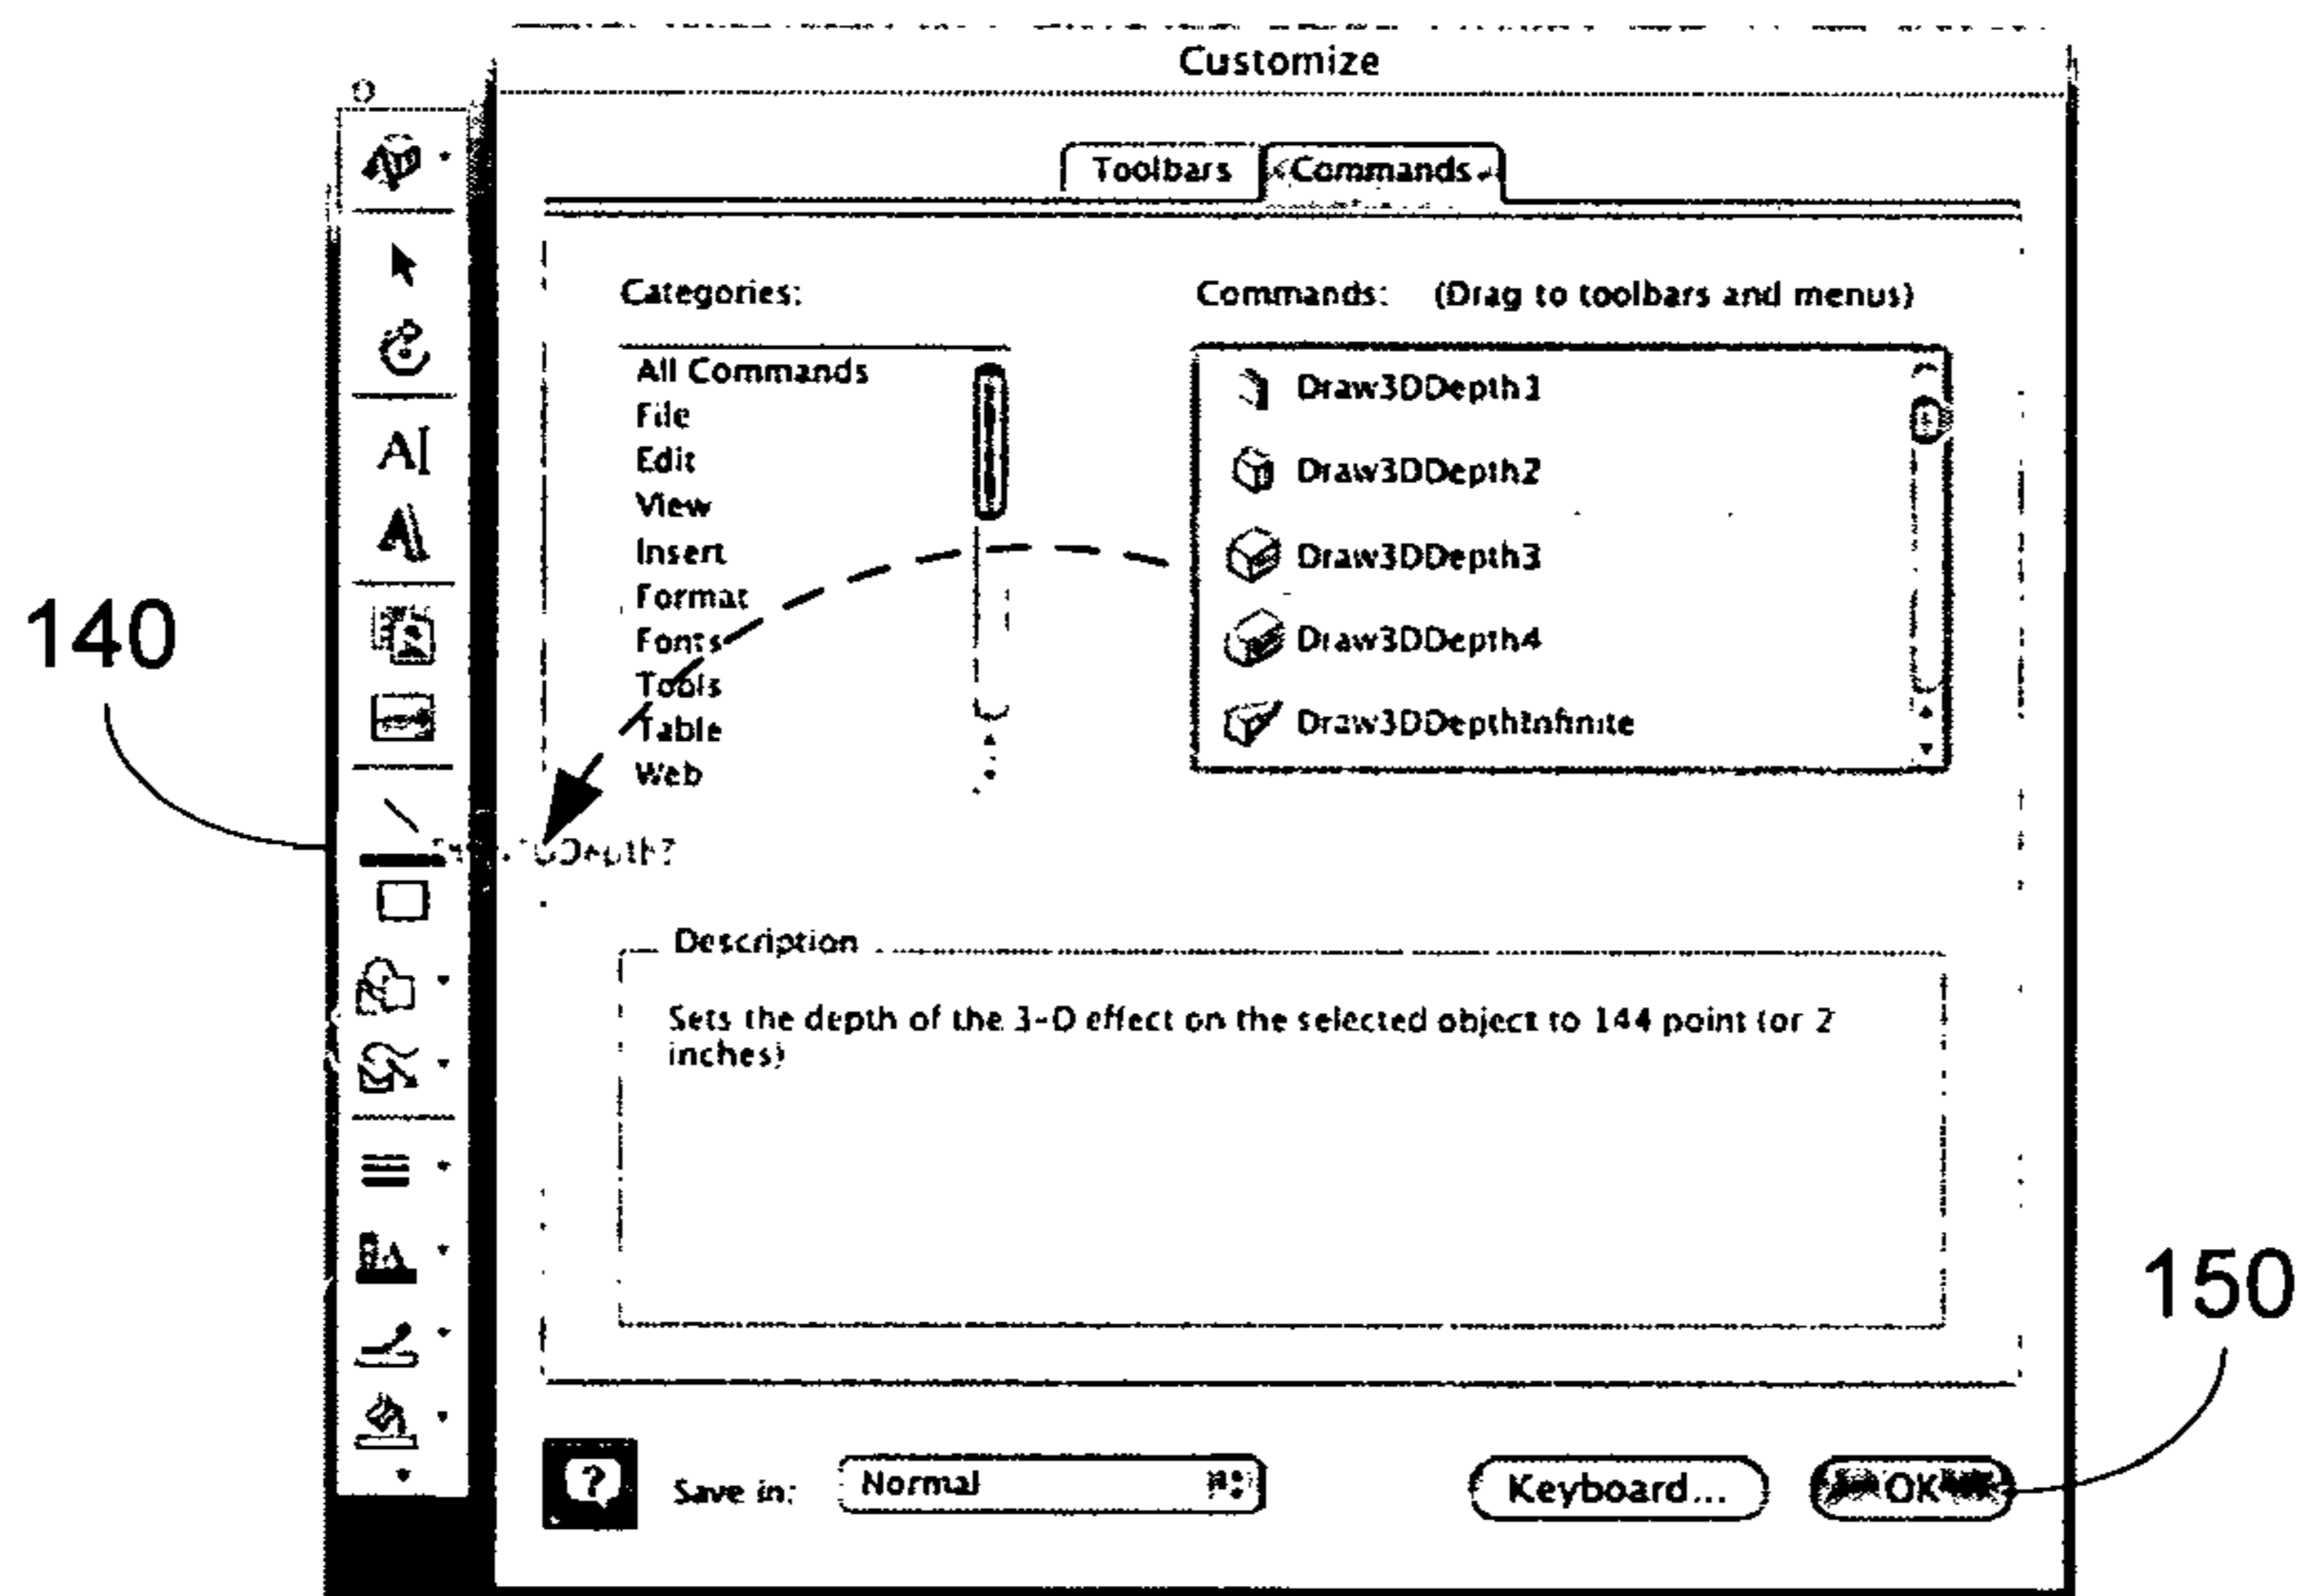 Customize
Toolbars
Commands
Categories:
Commands: (Drag to toolbars and menus)
All Commands
File
Edit
View
Insert
Format
Fonts
Tools
Table
Web
Draw3DDepth1
Draw3DDepth2
Draw3DDepth3
Draw3DDepth4
Draw3DDepthInfinite
140
Description
Sets the depth of the 3-D effect on the selected object to 144 point (or 2
inches)
150
Save in:
Normal
Keyboard...
OK